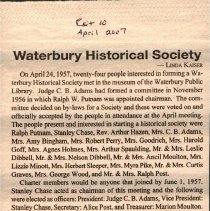 Rev 10
April 2007
Waterbury Historical Society
— LINDA KAISER
On April 24, 1957, twenty-four people interested in forming a Wa-
terbury Historical Society met in the museum of the Waterbury Public
Library. Judge C. B. Adams had formed a committee in November
1956 in which Ralph W. Putnam was appointed chairman. The com-
mittee decided on by-laws for a Society and these were voted on and
officially accepted by the people in attendance at the April meeting.
The people present and interested in starting a historical society were
Ralph Putnam, Stanley Chase, Rev. Arthur Hazen, Mrs. C. B. Adams,
Mrs. Amy Bingham, Mrs. Robert Perry, Mrs. Goodrich, Mrs. Harold
Goff, Mrs. Agnes Holmes, Mrs. Arthur Spaulding, Mr. & Mrs. Leslie
Dibbell, Mr. & Mrs. Nelson Dibbell, Mr & Mrs. Ancil Moulton, Mrs.
Lizzie Minott, Mrs. Horbert Sleeper, Mrs. Myra Pike, Mr. & Mrs. Curtis
Graves, Mrs. George Wood, and Mr. & Mrs. Ralph Post.
Charter members would be anyone that joined by June 1, 1957.
Stanley Chase acted as chairman of this meeting and the following
were elected as officers: President: Judge C. B. Adams, Vice President:
Stanley Chase, Secretary: Alice Post, and Treasurer: Marion Moulton.